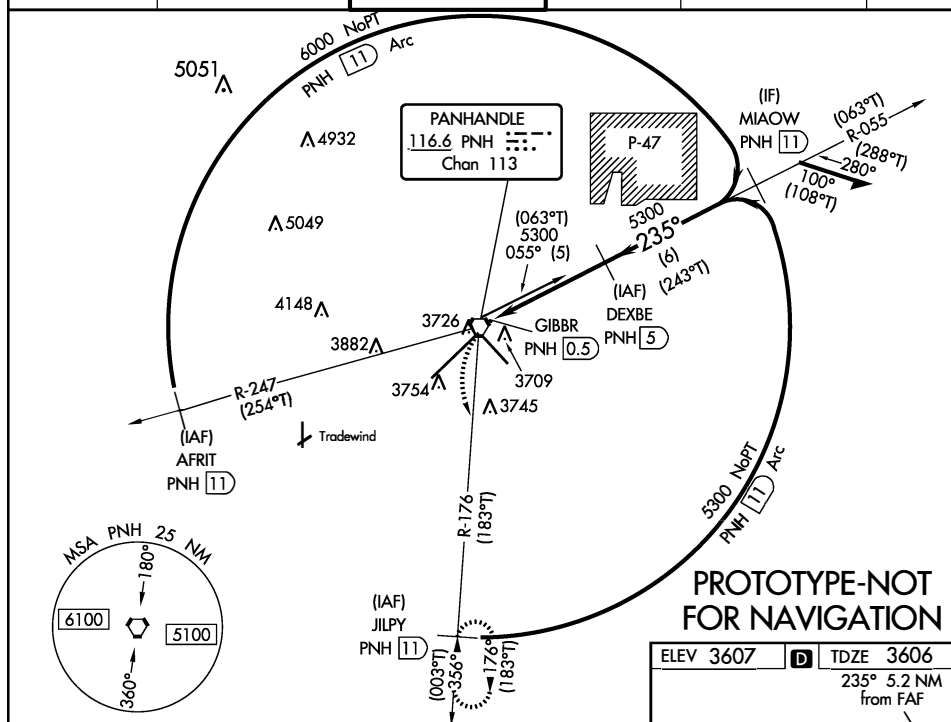 6000 NoPT
PNH 11 Arc
5051
4932
5049
4148
3882
PANHANDLE
116.6 PNH
Chan 113
P-47
(IF)
MIAOW
PNH 11
(063°T)
R-055
(288°T)
280°
100°
(108°T)
(063°T)
5300
055° (5)
5300
235°
(6)
(243°T)
(IAF)
DEXBE
PNH 5
3726
GIBBR
PNH 0.5
3709
3754
3745
R-247
(254°T)
(IAF)
AFRIT
PNH 11
Tradewind
R-176
(183°T)
5300 NoPT
PNH 11 Arc
MSA PNH 25 NM
180°
6100
5100
360°
(IAF)
JILPY
PNH 11
(003°T)
356°
176°
(183°T)
PROTOTYPE-NOT
FOR NAVIGATION
ELEV 3607 D TDZE 3606
235° 5.2 NM
from FAF